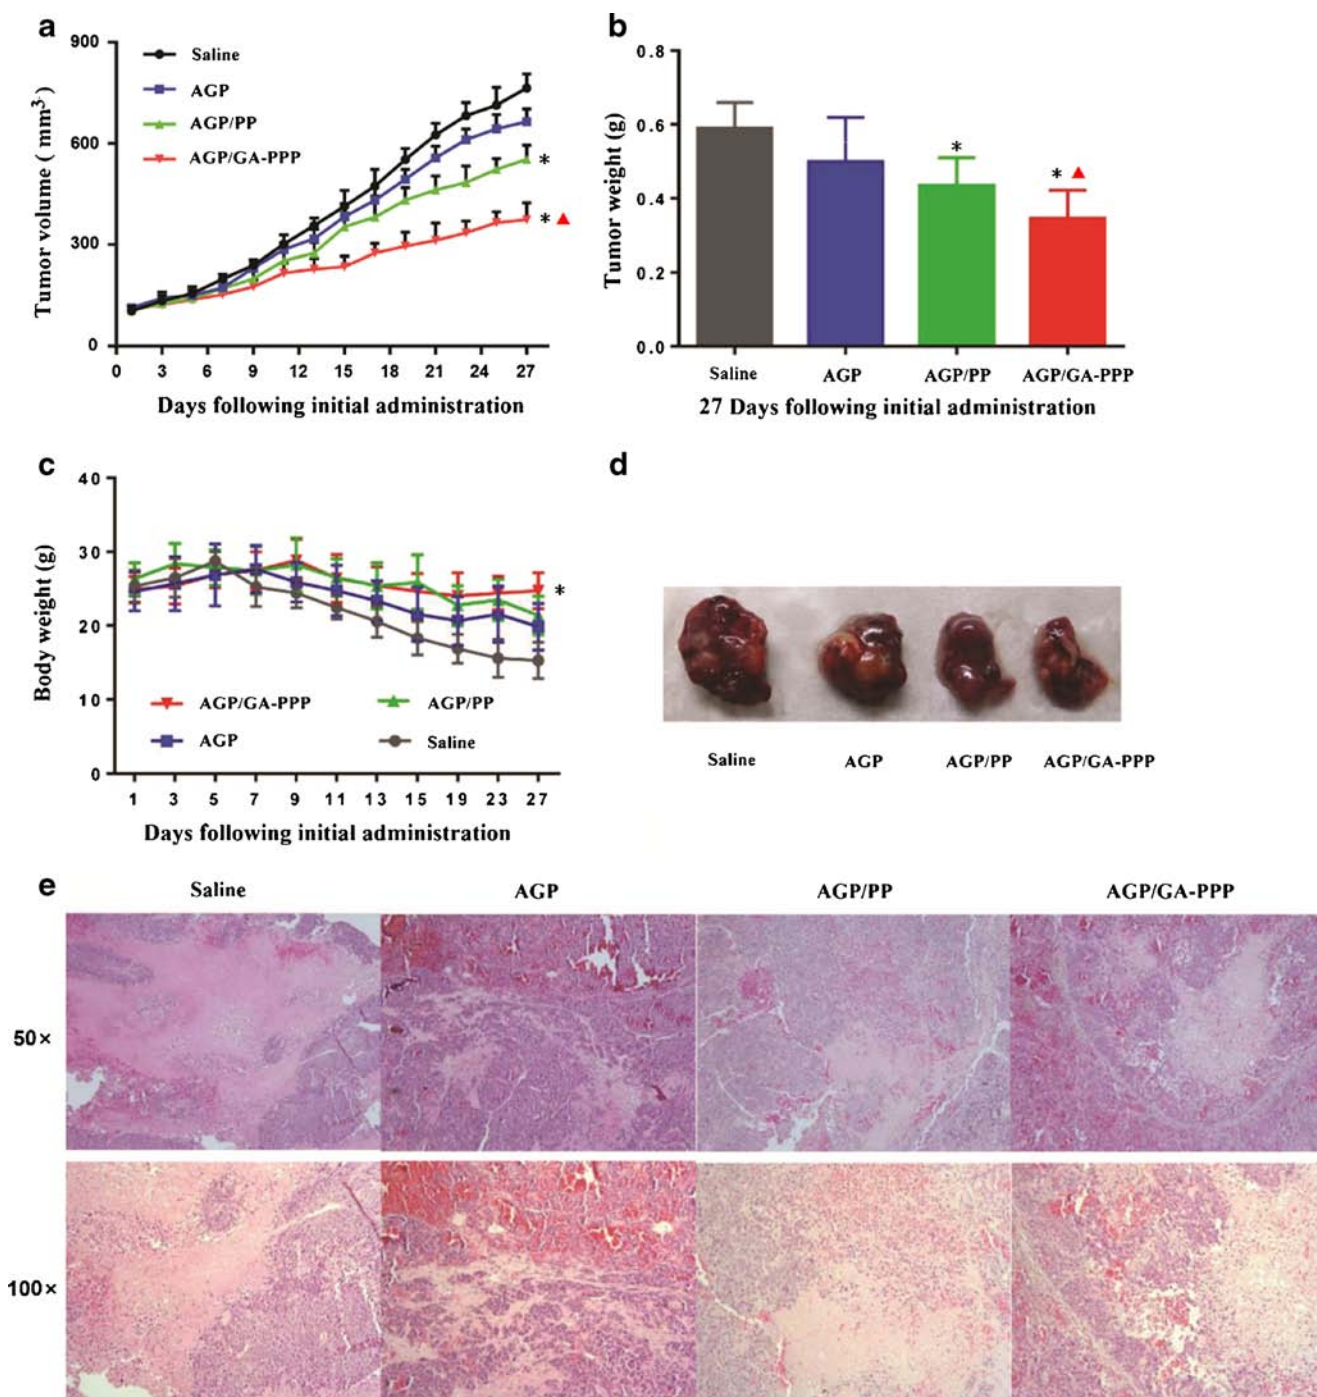 a
900
600
300
0
Tumor volume ( mm3 )
Saline
AGP
AGP/PP
AGP/GA-PPP
*
* ▲
0 3 6 9 12 15 18 21 24 27
Days following initial administration
b
0.8
0.6
0.4
0.2
0.0
Tumor weight (g)
*
* ▲
Saline AGP AGP/PP AGP/GA-PPP
27 Days following initial administration
c
40
30
20
10
0
Body weight (g)
*
AGP/GA-PPP AGP/PP
AGP Saline
1 3 5 7 9 11 13 15 19 23 27
Days following initial administration
d
Saline AGP AGP/PP AGP/GA-PPP
e
Saline AGP AGP/PP AGP/GA-PPP
50×
100×